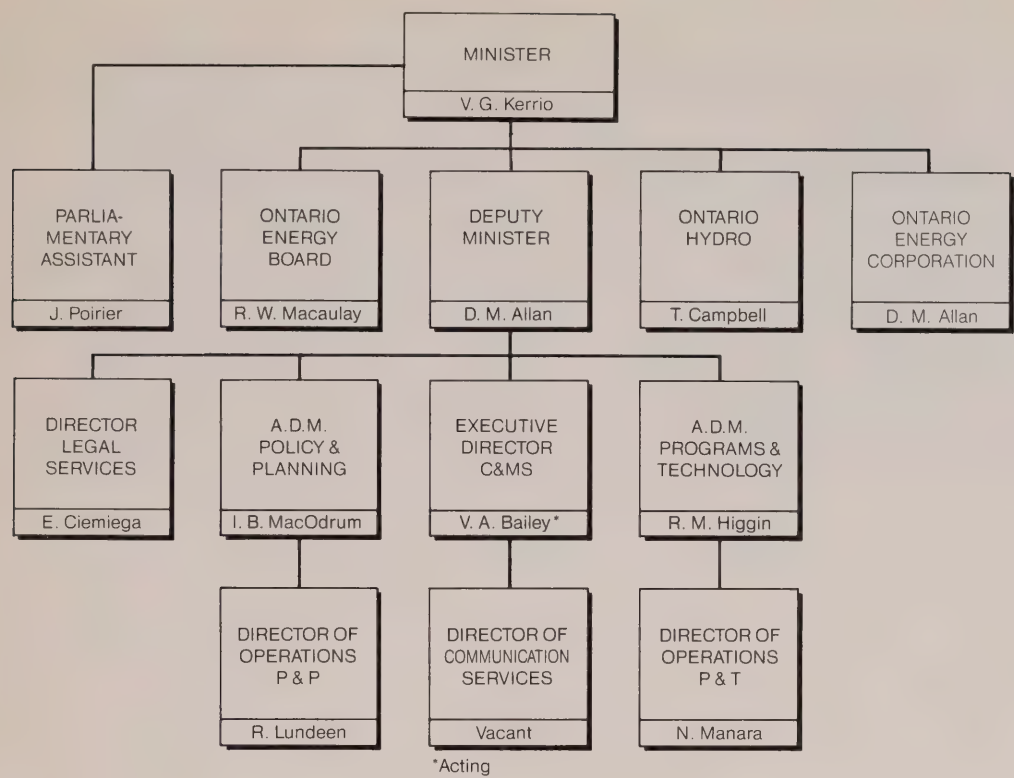 MINISTER
V. G. Kerrio
PARLIA-
MENTARY
ASSISTANT
J. Poirier
ONTARIO
ENERGY
BOARD
R. W. Macaulay
DEPUTY
MINISTER
D. M. Allan
ONTARIO
HYDRO
T. Campbell
ONTARIO
ENERGY
CORPORATION
D. M. Allan
DIRECTOR
LEGAL
SERVICES
E. Ciemiega
A.D.M.
POLICY &
PLANNING
I. B. MacOdrum
EXECUTIVE
DIRECTOR
C&MS
V. A. Bailey*
A.D.M.
PROGRAMS &
TECHNOLOGY
R. M. Higgin
DIRECTOR OF
OPERATIONS
P & P
R. Lundeen
DIRECTOR OF
COMMUNICATION
SERVICES
Vacant
DIRECTOR OF
OPERATIONS
P & T
N. Manara
*Acting